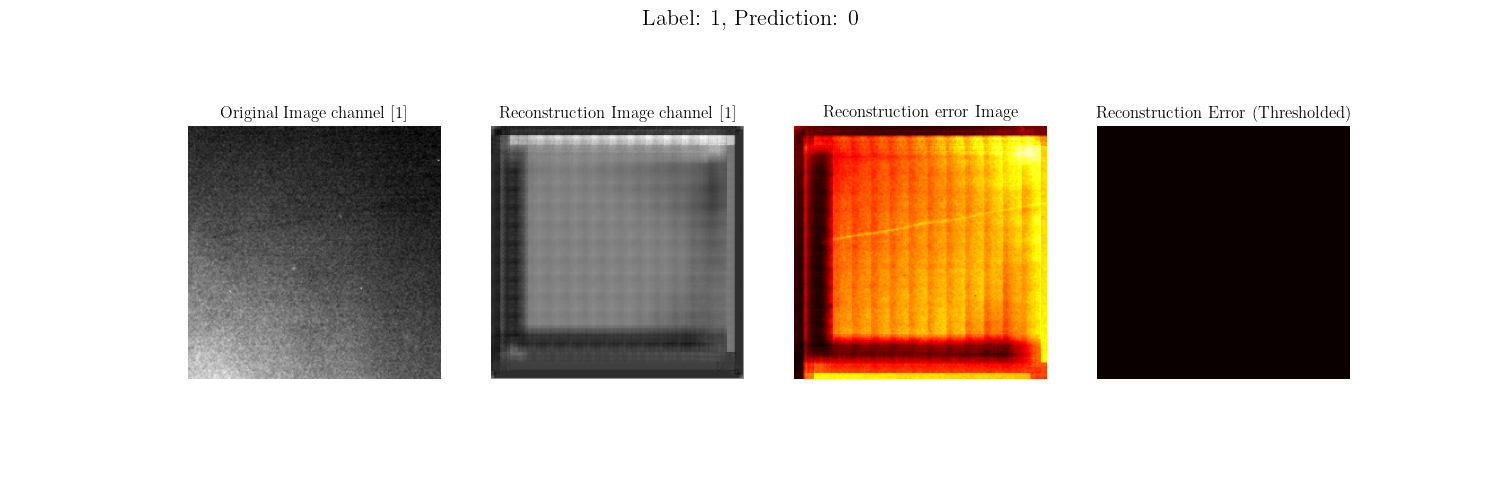 Label: 1, Prediction: 0
Original Image channel [1]
Reconstruction Image channel [1]
Reconstruction error Image
Reconstruction Error (Thresholded)